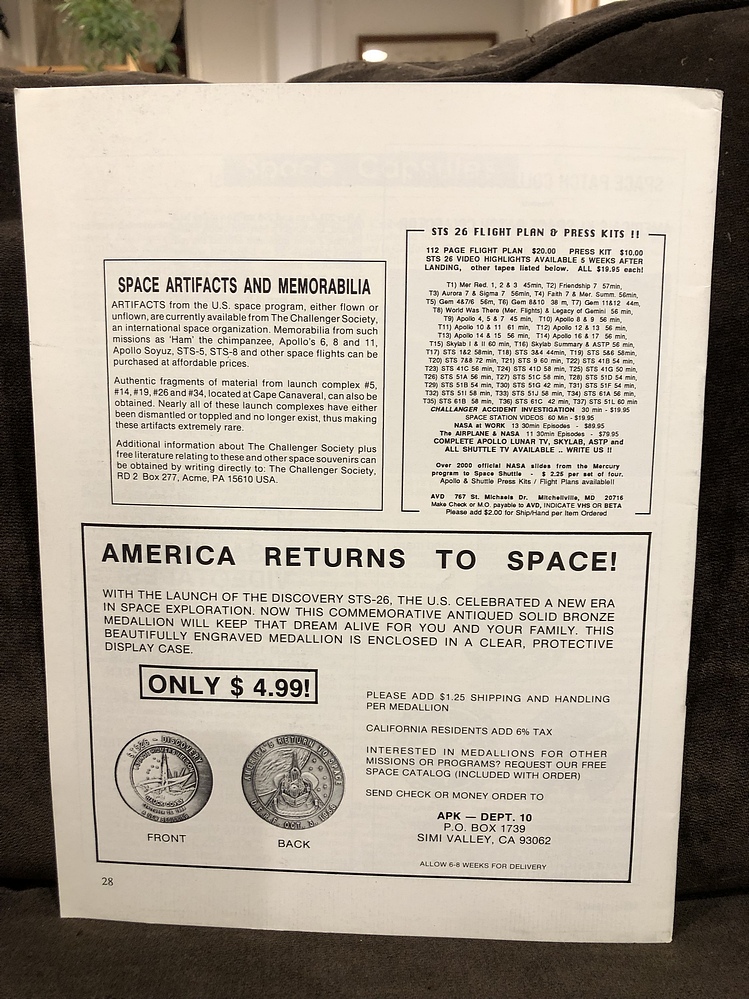 SPACE ARTIFACTS AND MEMORABILIA
ARTIFACTS from the U.S. space program, either flown or
unflown, are currently available from The Challenger Society,
an international space organization. Memorabilia from such
missions as 'Ham' the chimpanzee, Apollo's 6, 8 and 11,
Apollo Soyuz, STS-5, STS-8 and other space flights can be
purchased at affordable prices.
Authentic fragments of material from launch complex #5,
#14, #19, #26 and #34, located at Cape Canaveral, can also be
obtained. Nearly all of these launch complexes have either
been dismantled or toppled and no longer exist, thus making
these artifacts extremely rare.
Additional information about The Challenger Society plus
free literature relating to these and other space souvenirs can
be obtained by writing directly to: The Challenger Society,
RD 2 Box 277, Acme, PA 15610 USA.
STS 26 FLIGHT PLAN & PRESS KITS !!
112 PAGE FLIGHT PLAN $20.00 PRESS KIT $10.00
STS 26 VIDEO HIGHLIGHTS AVAILABLE 5 WEEKS AFTER
LANDING, other tapes listed below. ALL $19.95 each!
T1) Mer Red. 1, 2 & 3 45min, T2) Friendship 7 57min,
T3) Aurora 7 & Sigma 7 56min, T4) Faith 7 & Mer. Summ. 56min,
T5) Gem 4&7/6 56m, T6) Gem 8&10 38 m, T7) Gem 11&12 44m,
T8) World Was There (Mer. Flights) & Legacy of Gemini 56 min,
T9) Apollo 4, 5 & 7 45 min, T10) Apollo 8 & 9 56 min,
T11) Apollo 10 & 11 61 min, T12) Apollo 12 & 13 56 min,
T13) Apollo 14 & 15 56 min, T14) Apollo 16 & 17 56 min,
T15) Skylab I & II 60 min, T16) Skylab Summary & ASTP 56 min,
T17) STS 1&2 58min, T18) STS 3&4 44min, T19) STS 5&6 58min,
T20) STS 7&8 72 min, T21) STS 9 60 min, T22) STS 41B 54 min,
T23) STS 41C 56 min, T24) STS 41D 58 min, T25) STS 41G 50 min,
T26) STS 51A 56 min, T27) STS 51C 58 min, T28) STS 51D 54 min,
T29) STS 51B 54 min, T30) STS 51G 42 min, T31) STS 51F 54 min,
T32) STS 51I 58 min, T33) STS 51J 58 min, T34) STS 61A 56 min,
T35) STS 61B 58 min, T36) STS 61C 42 min, T37) STS 51L 60 min
CHALLANGER ACCIDENT INVESTIGATION 30 min - $19.95
SPACE STATION VIDEOS 60 Min - $19.95
NASA at WORK 13 30min Episodes - $89.95
The AIRPLANE & NASA 11 30min Episodes - $79.95
COMPLETE APOLLO LUNAR TV, SKYLAB, ASTP and
ALL SHUTTLE TV AVAILABLE .. WRITE US !!
Over 2000 official NASA slides from the Mercury
program to Space Shuttle - $ 2.25 per set of four.
Apollo & Shuttle Press Kits / Flight Plans available!!
AVD 767 St. Michaels Dr. Mitchellville, MD 20716
Make Check or M.O. payable to AVD, INDICATE VHS OR BETA
Please add $2.00 for Ship/Hand per Item Ordered
AMERICA RETURNS TO SPACE!
WITH THE LAUNCH OF THE DISCOVERY STS-26, THE U.S. CELEBRATED A NEW ERA
IN SPACE EXPLORATION. NOW THIS COMMEMORATIVE ANTIQUED SOLID BRONZE
MEDALLION WILL KEEP THAT DREAM ALIVE FOR YOU AND YOUR FAMILY. THIS
BEAUTIFULLY ENGRAVED MEDALLION IS ENCLOSED IN A CLEAR, PROTECTIVE
DISPLAY CASE.
ONLY $ 4.99!
PLEASE ADD $1.25 SHIPPING AND HANDLING
PER MEDALLION
CALIFORNIA RESIDENTS ADD 6% TAX
INTERESTED IN MEDALLIONS FOR OTHER
MISSIONS OR PROGRAMS? REQUEST OUR FREE
SPACE CATALOG (INCLUDED WITH ORDER)
SEND CHECK OR MONEY ORDER TO
APK — DEPT. 10
P.O. BOX 1739
SIMI VALLEY, CA 93062
ALLOW 6-8 WEEKS FOR DELIVERY
STS26 - DISCOVERY
AMERICA'S RETURN TO SPACE
FRONT
BACK
28